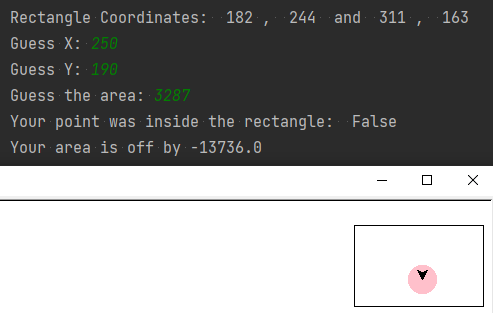 Rectangle Coordinates:  182 ,  244  and  311 ,  163
Guess X: 250
Guess Y: 190
Guess the area: 3287
Your point was inside the rectangle:  False
Your area is off by -13736.0